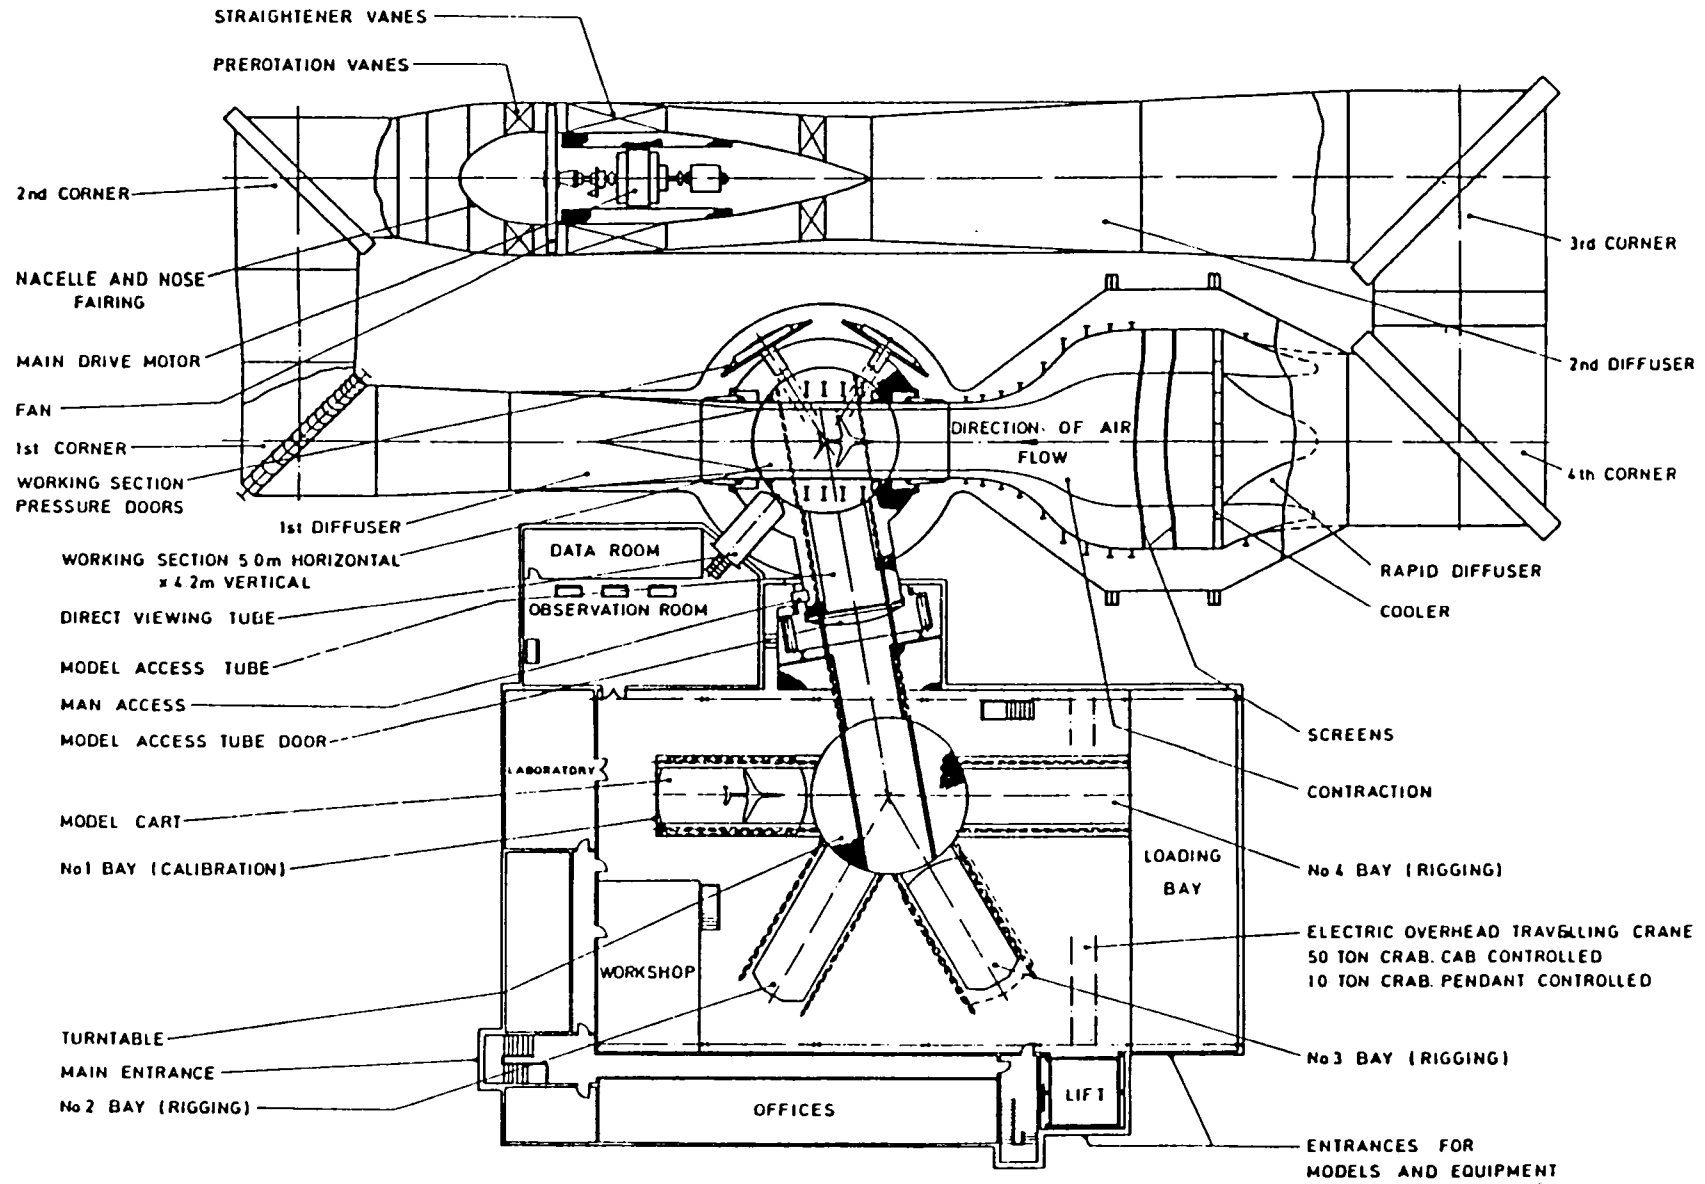 STRAIGHTENER VANES
PREROTATION VANES
2nd CORNER
NACELLE AND NOSE
FAIRING
MAIN DRIVE MOTOR
FAN
1st CORNER
WORKING SECTION
PRESSURE DOORS
1st DIFFUSER
WORKING SECTION 5·0m HORIZONTAL
x 4·2m VERTICAL
DIRECT VIEWING TUBE
MODEL ACCESS TUBE
MAN ACCESS
MODEL ACCESS TUBE DOOR
MODEL CART
No1 BAY (CALIBRATION)
TURNTABLE
MAIN ENTRANCE
No2 BAY (RIGGING)
DIRECTION OF AIR
FLOW
DATA ROOM
OBSERVATION ROOM
LABORATORY
WORKSHOP
OFFICES
LOADING
BAY
LIFT
3rd CORNER
2nd DIFFUSER
4th CORNER
RAPID DIFFUSER
COOLER
SCREENS
CONTRACTION
No4 BAY (RIGGING)
ELECTRIC OVERHEAD TRAVELLING CRANE
50 TON CRAB. CAB CONTROLLED
10 TON CRAB. PENDANT CONTROLLED
No3 BAY (RIGGING)
ENTRANCES FOR
MODELS AND EQUIPMENT